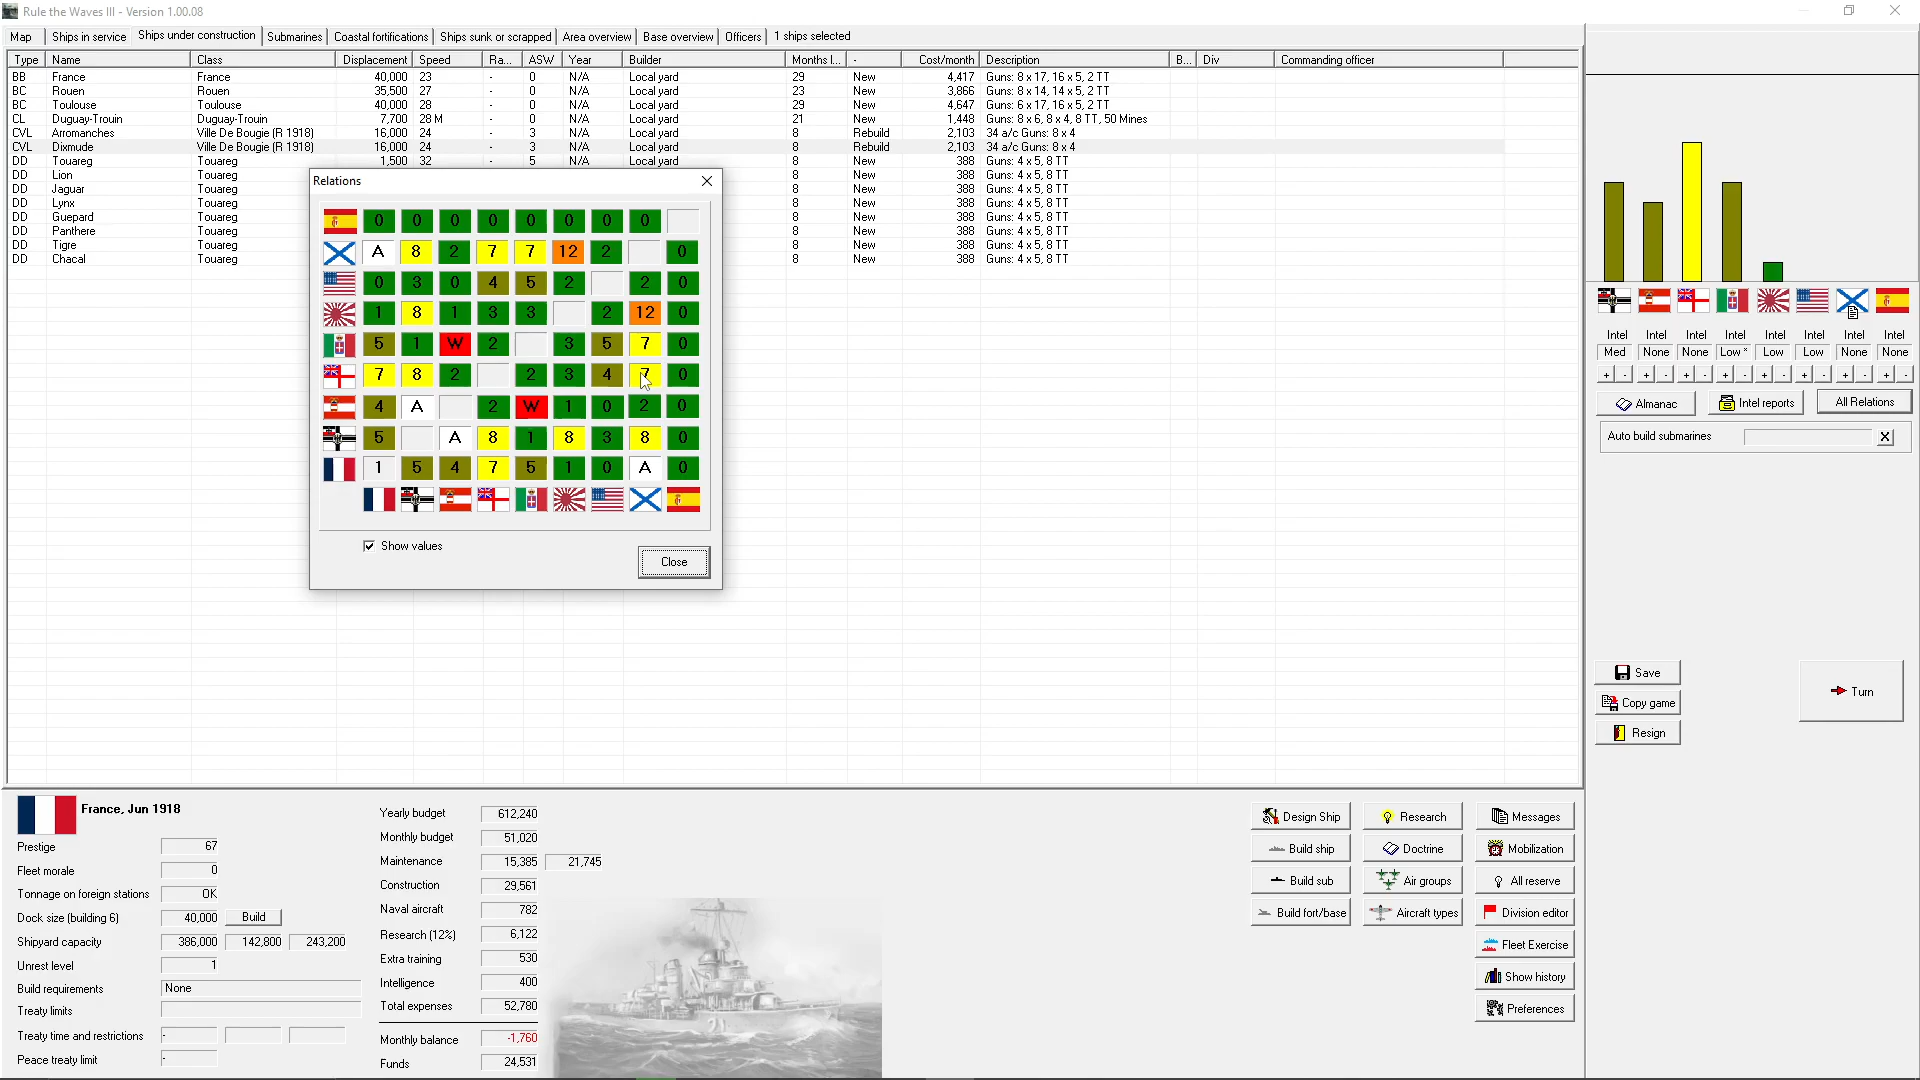 Rule the Waves III - Version 1.00.08
Map Ships in service Ships under construction Submarines Coastal fortifications Ships sunk or scrapped Area overview Base overview Officers 1 ships selected
Type Name Class Displacement Speed Ra... ASW Year Builder Months l... - Cost/month Description B... Div Commanding officer
BB France France 40,000 23 - 0 N/A Local yard 29 New 4,417 Guns: 8 x 17, 16 x 5, 2 TT
BC Rouen Rouen 35,500 27 - 0 N/A Local yard 23 New 3,866 Guns: 8 x 14, 14 x 5, 2 TT
BC Toulouse Toulouse 40,000 28 - 0 N/A Local yard 29 New 4,647 Guns: 6 x 17, 16 x 5, 2 TT
CL Duguay-Trouin Duguay-Trouin 7,700 28 M - 0 N/A Local yard 21 New 1,448 Guns: 8 x 6, 8 x 4, 8 TT, 50 Mines
CVL Arromanches Ville De Bougie (R 1918) 16,000 24 - 3 N/A Local yard 8 Rebuild 2,103 34 a/c Guns: 8 x 4
CVL Dixmude Ville De Bougie (R 1918) 16,000 24 - 3 N/A Local yard 8 Rebuild 2,103 34 a/c Guns: 8 x 4
DD Touareg Touareg 1,500 32 - 5 N/A Local yard 8 New 388 Guns: 4 x 5, 8 TT
DD Lion Touareg 8 New 388 Guns: 4 x 5, 8 TT
DD Jaguar Touareg 8 New 388 Guns: 4 x 5, 8 TT
DD Lynx Touareg 8 New 388 Guns: 4 x 5, 8 TT
DD Guepard Touareg 8 New 388 Guns: 4 x 5, 8 TT
DD Panthere Touareg 8 New 388 Guns: 4 x 5, 8 TT
DD Tigre Touareg 8 New 388 Guns: 4 x 5, 8 TT
DD Chacal Touareg 8 New 388 Guns: 4 x 5, 8 TT
Relations
0 0 0 0 0 0 0 0
A 8 2 7 7 12 2 0
0 3 0 4 5 2 2 0
1 8 1 3 3 2 12 0
5 1 W 2 3 5 7 0
7 8 2 2 3 4 7 0
4 A 2 W 1 0 2 0
5 A 8 1 8 3 8 0
1 5 4 7 5 1 0 A 0
Show values
Close
Intel Intel Intel Intel Intel Intel Intel Intel
Med None None Low * Low Low None None
+ - + - + - + - + - + - + - + -
Almanac Intel reports All Relations
Auto build submarines X
Save
Copy game
Resign
Turn
France, Jun 1918
Prestige 67
Fleet morale 0
Tonnage on foreign stations OK
Dock size (building 6) 40,000 Build
Shipyard capacity 386,000 142,800 243,200
Unrest level 1
Build requirements None
Treaty limits
Treaty time and restrictions -
Peace treaty limit -
Yearly budget 612,240
Monthly budget 51,020
Maintenance 15,385 21,745
Construction 29,561
Naval aircraft 782
Research (12%) 6,122
Extra training 530
Intelligence 400
Total expenses 52,780
Monthly balance -1,760
Funds 24,531
Design Ship Research Messages
Build ship Doctrine Mobilization
Build sub Air groups All reserve
Build fort/base Aircraft types Division editor
Fleet Exercise
Show history
Preferences